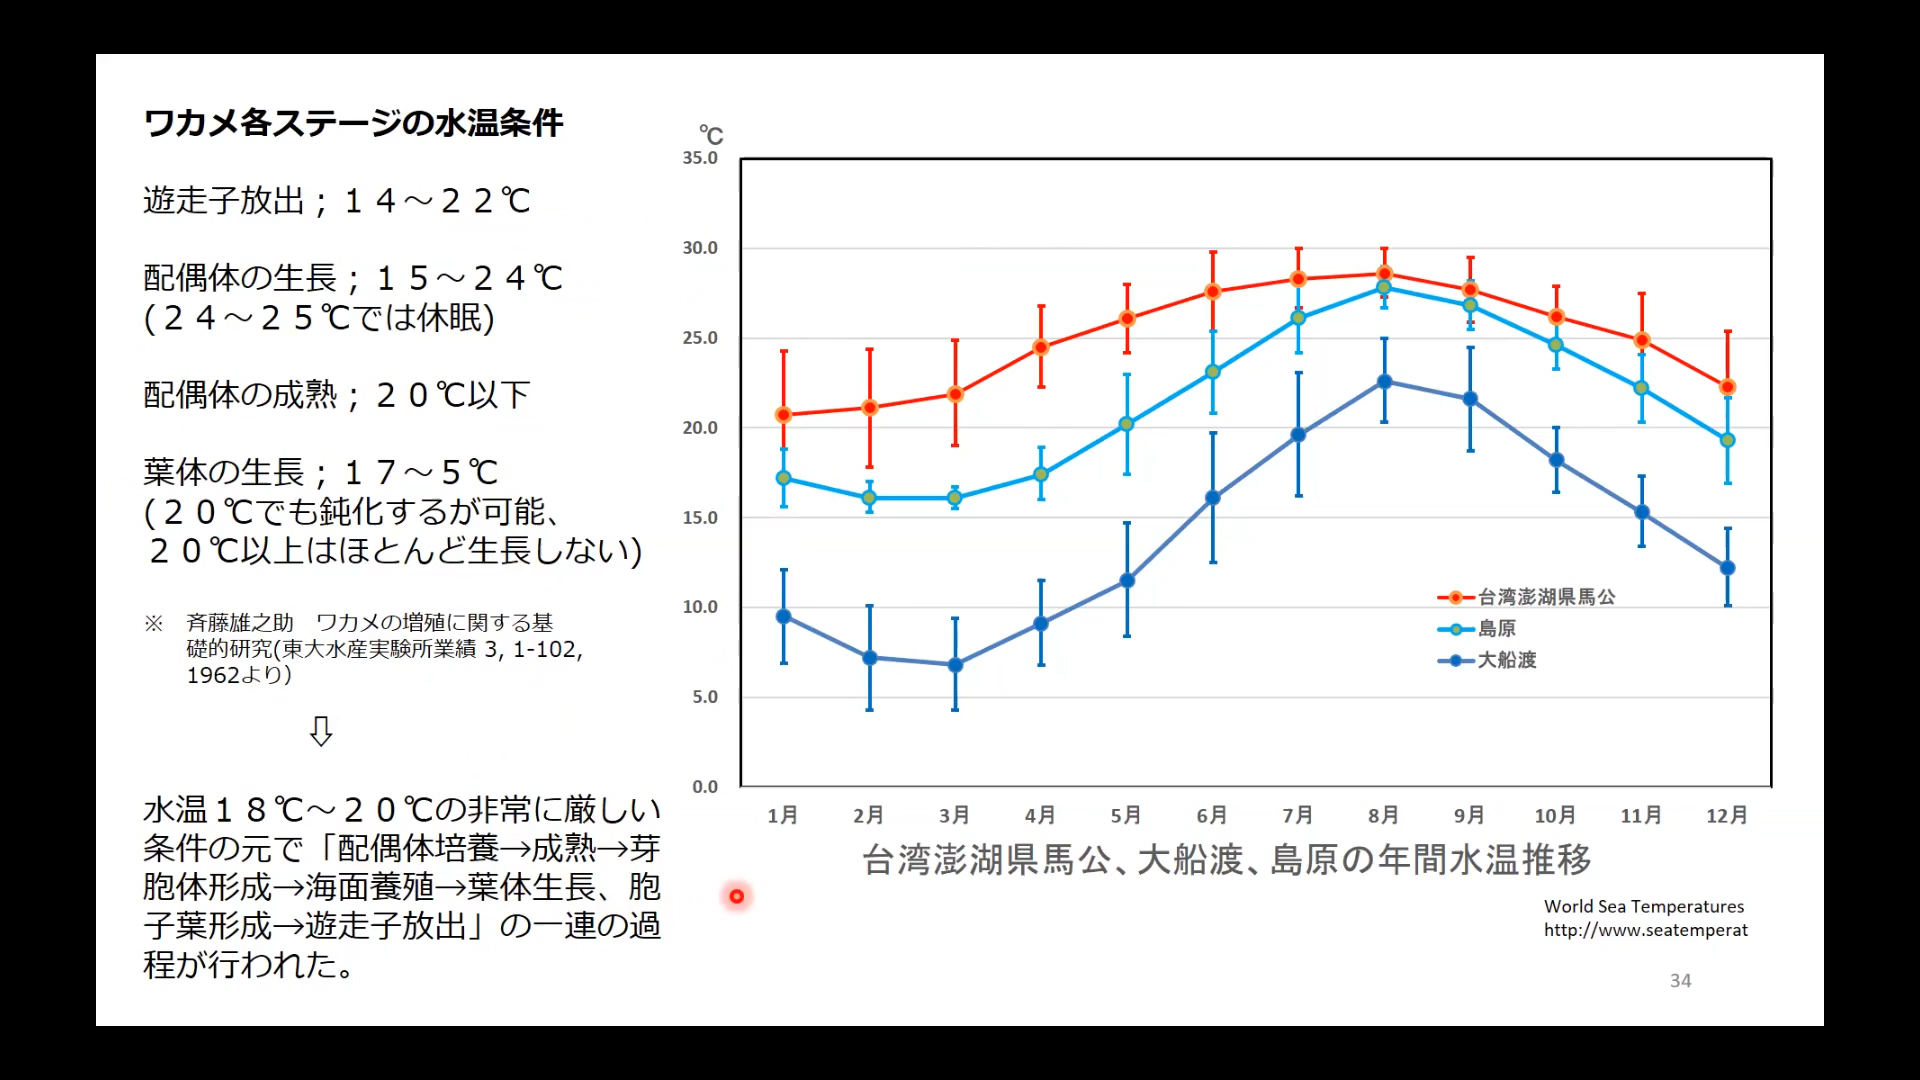 ワカメ各ステージの水温条件
遊走子放出；１４～２２℃
配偶体の生長；１５～２４℃
(２４～２５℃では休眠)
配偶体の成熟；２０℃以下
葉体の生長；１７～５℃
(２０℃でも鈍化するが可能、
２０℃以上はほとんど生長しない)
※　斉藤雄之助　ワカメの増殖に関する基
礎的研究(東大水産実験所業績 3, 1-102,
1962より）
⇩
水温１８℃～２０℃の非常に厳しい
条件の元で「配偶体培養→成熟→芽
胞体形成→海面養殖→葉体生長、胞
子葉形成→遊走子放出」の一連の過
程が行われた。
℃
35.0
30.0
25.0
20.0
15.0
10.0
5.0
0.0
1月 2月 3月 4月 5月 6月 7月 8月 9月 10月 11月 12月
台湾澎湖県馬公
島原
大船渡
台湾澎湖県馬公、大船渡、島原の年間水温推移
World Sea Temperatures
http://www.seatemperat
34